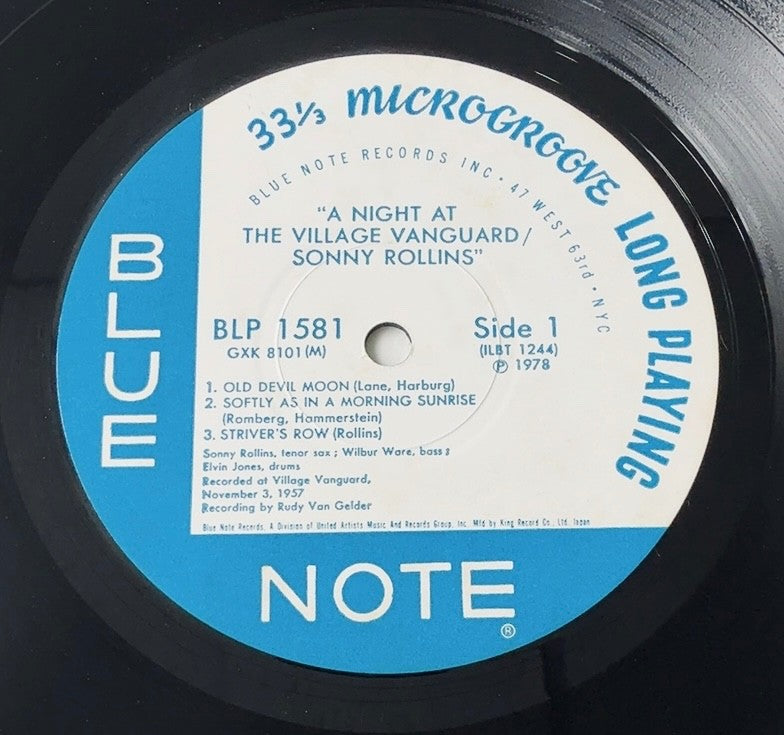 33⅓ MICROGROOVE LONG PLAYING
BLUE NOTE RECORDS INC · 47 WEST 63rd · NYC
"A NIGHT AT
THE VILLAGE VANGUARD/
SONNY ROLLINS"
BLP 1581
GXK 8101(M)
Side 1
(ILBT 1244)
℗ 1978
1. OLD DEVIL MOON (Lane, Harburg)
2. SOFTLY AS IN A MORNING SUNRISE
(Romberg, Hammerstein)
3. STRIVER'S ROW (Rollins)
Sonny Rollins, tenor sax ; Wilbur Ware, bass ;
Elvin Jones, drums
Recorded at Village Vanguard,
November 3, 1957
Recording by Rudy Van Gelder
Blue Note Records, A Division of United Artists Music And Records Group, Inc. Mfd by King Record Co., Ltd. Japan
BLUE
NOTE®